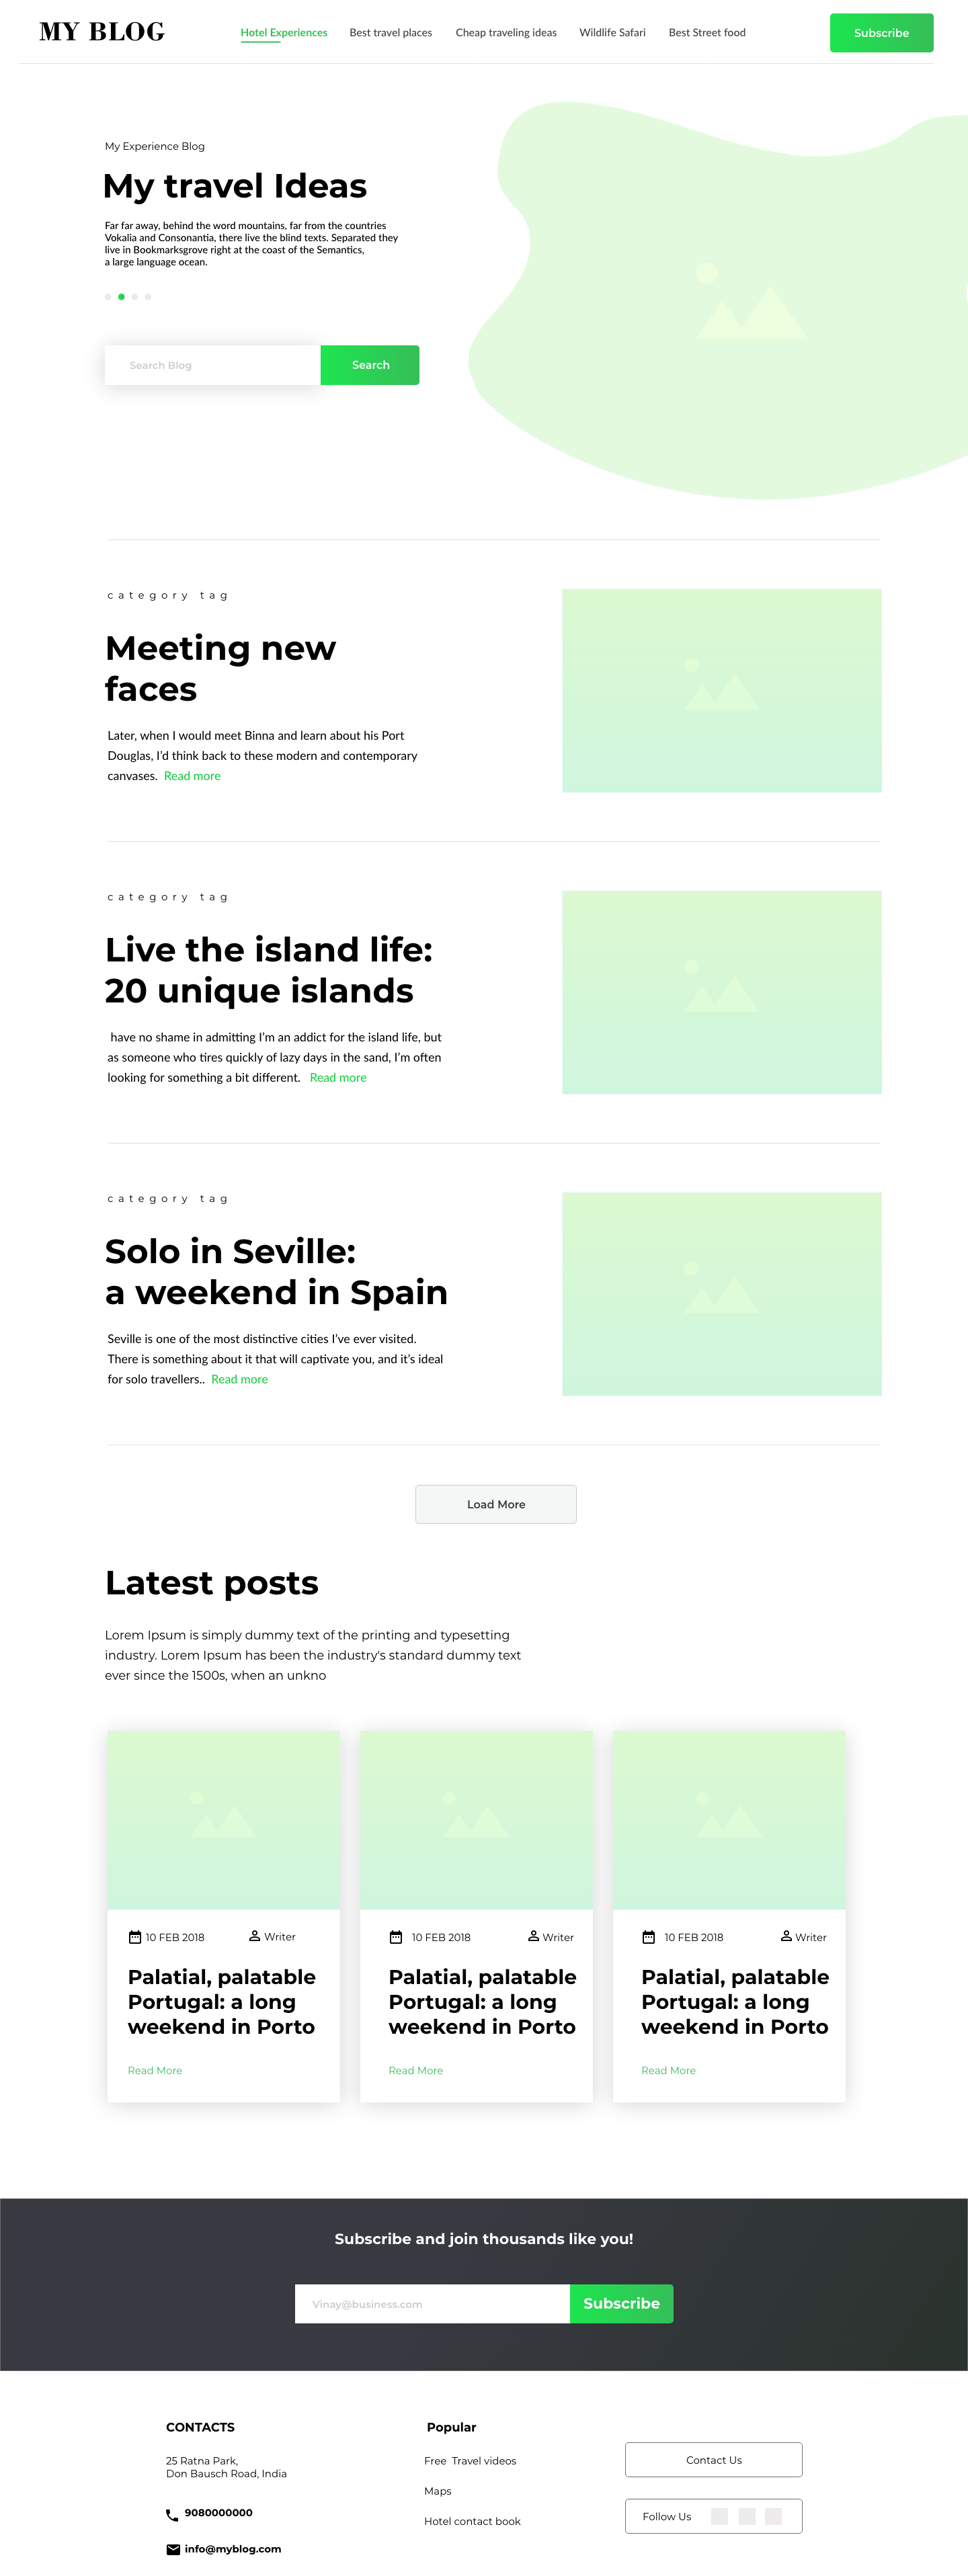 MY BLOG
Hotel Experiences
Best travel places
Cheap traveling ideas
Wildlife Safari
Best Street food
Subscribe
My Experience Blog
My travel Ideas
Far far away, behind the word mountains, far from the countries
Vokalia and Consonantia, there live the blind texts. Separated they
live in Bookmarksgrove right at the coast of the Semantics,
a large language ocean.
Search Blog
Search
category tag
Meeting new
faces
Later, when I would meet Binna and learn about his Port
Douglas, I’d think back to these modern and contemporary
canvases. Read more
category tag
Live the island life:
20 unique islands
have no shame in admitting I’m an addict for the island life, but
as someone who tires quickly of lazy days in the sand, I’m often
looking for something a bit different. Read more
category tag
Solo in Seville:
a weekend in Spain
Seville is one of the most distinctive cities I’ve ever visited.
There is something about it that will captivate you, and it’s ideal
for solo travellers.. Read more
Load More
Latest posts
Lorem Ipsum is simply dummy text of the printing and typesetting
industry. Lorem Ipsum has been the industry's standard dummy text
ever since the 1500s, when an unkno
10 FEB 2018
Writer
Palatial, palatable
Portugal: a long
weekend in Porto
Read More
10 FEB 2018
Writer
Palatial, palatable
Portugal: a long
weekend in Porto
Read More
10 FEB 2018
Writer
Palatial, palatable
Portugal: a long
weekend in Porto
Read More
Subscribe and join thousands like you!
Vinay@business.com
Subscribe
CONTACTS
25 Ratna Park,
Don Bausch Road, India
9080000000
info@myblog.com
Popular
Free Travel videos
Maps
Hotel contact book
Contact Us
Follow Us